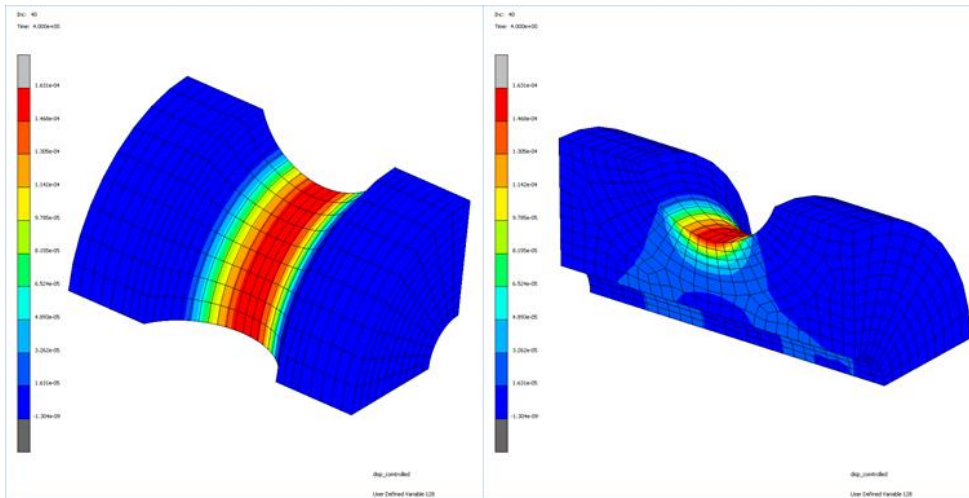 Inc: 40
Time: 4.000e+00
1.631e-04
1.468e-04
1.305e-04
1.142e-04
9.785e-05
8.155e-05
6.524e-05
4.893e-05
3.262e-05
1.631e-05
-1.304e-09
disp_controlled
User Defined Variable 128
Inc: 40
Time: 4.000e+00
1.631e-04
1.468e-04
1.305e-04
1.142e-04
9.785e-05
8.155e-05
6.524e-05
4.893e-05
3.262e-05
1.631e-05
-1.304e-09
disp_controlled
User Defined Variable 128